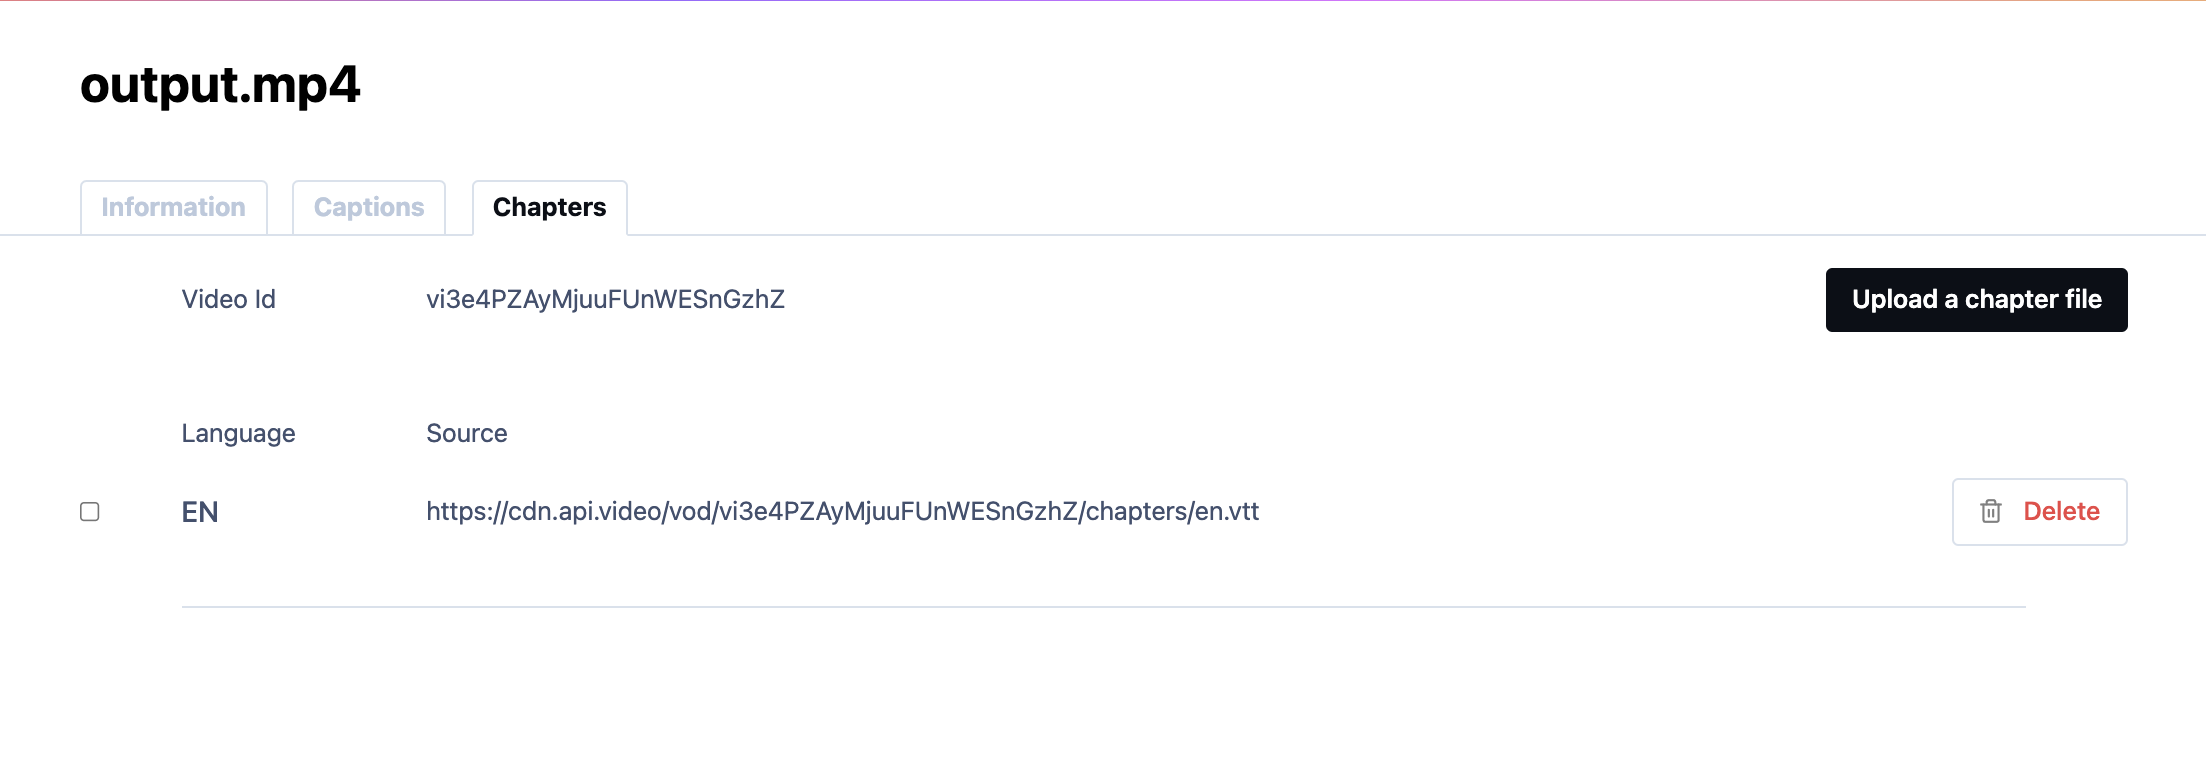 output.mp4
Information Captions Chapters
Video Id vi3e4PZAyMjuuFUnWESnGzhZ Upload a chapter file
Language Source
EN https://cdn.api.video/vod/vi3e4PZAyMjuuFUnWESnGzhZ/chapters/en.vtt Delete